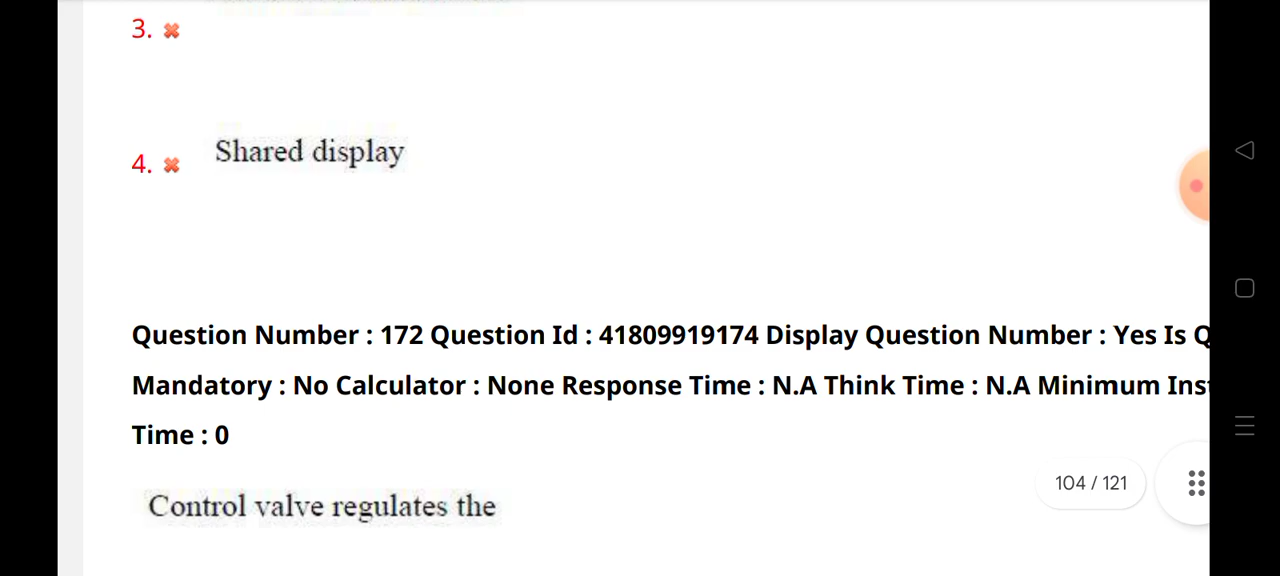 3.
4. Shared display
Question Number : 172 Question Id : 41809919174 Display Question Number : Yes Is Q
Mandatory : No Calculator : None Response Time : N.A Think Time : N.A Minimum Inst
Time : 0
104 / 121
Control valve regulates the